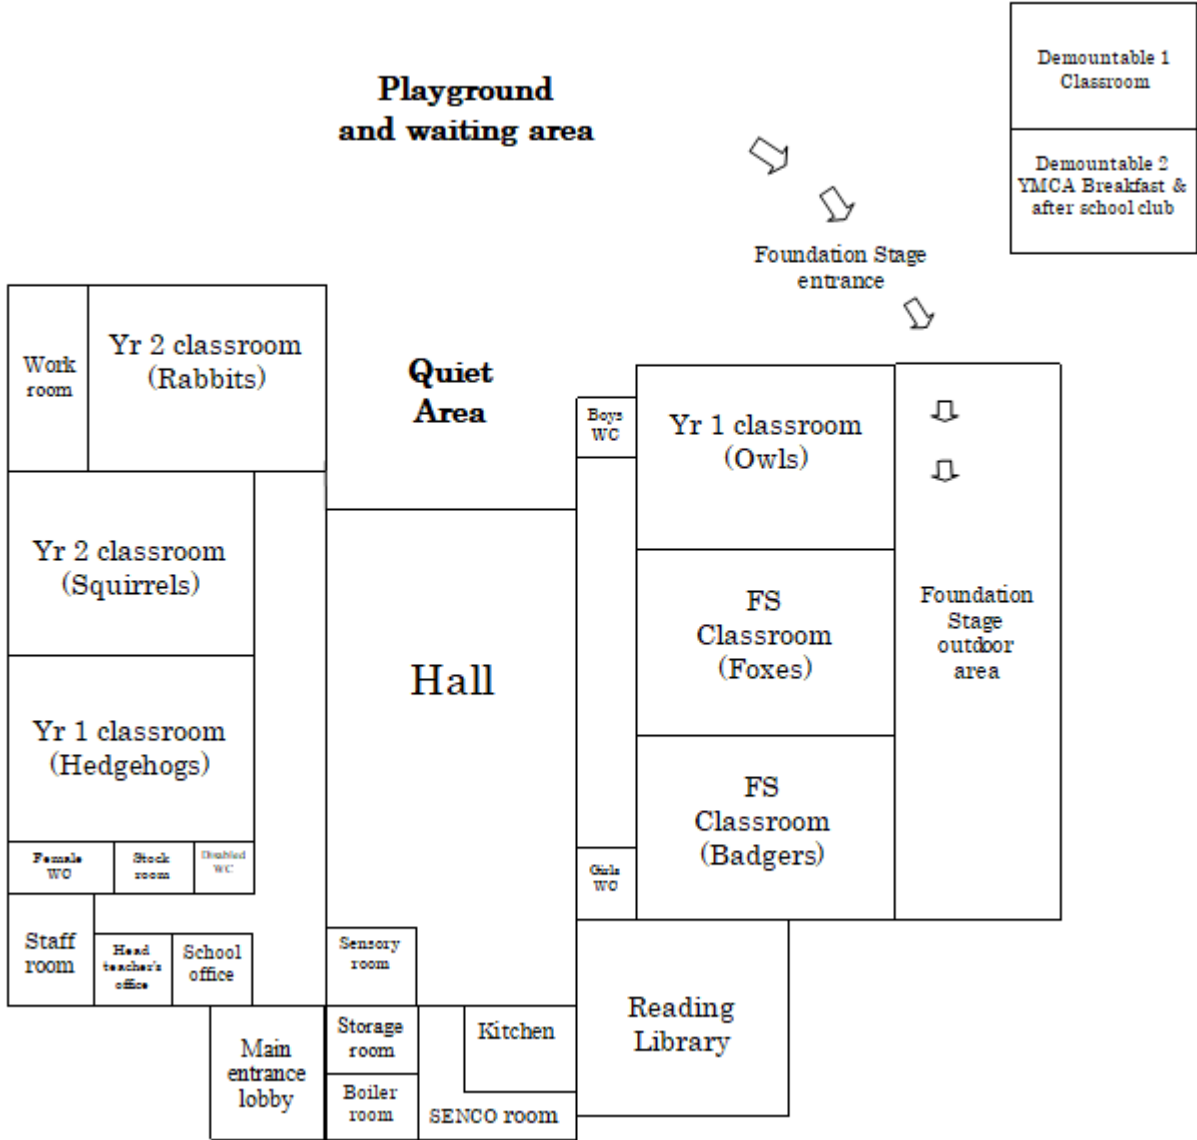 Playground
and waiting area
Demountable 1
Classroom
Demountable 2
YMCA Breakfast &
after school club
Foundation Stage
entrance
Work
room
Yr 2 classroom
(Rabbits)
Quiet
Area
Boys
WC
Yr 1 classroom
(Owls)
Yr 2 classroom
(Squirrels)
FS
Classroom
(Foxes)
Foundation
Stage
outdoor
area
Hall
Yr 1 classroom
(Hedgehogs)
FS
Classroom
(Badgers)
Female
WC
Stock
room
Disabled
WC
Girls
WC
Staff
room
Head
teacher's
office
School
office
Sensory
room
Reading
Library
Main
entrance
lobby
Storage
room
Kitchen
Boiler
room
SENCO room